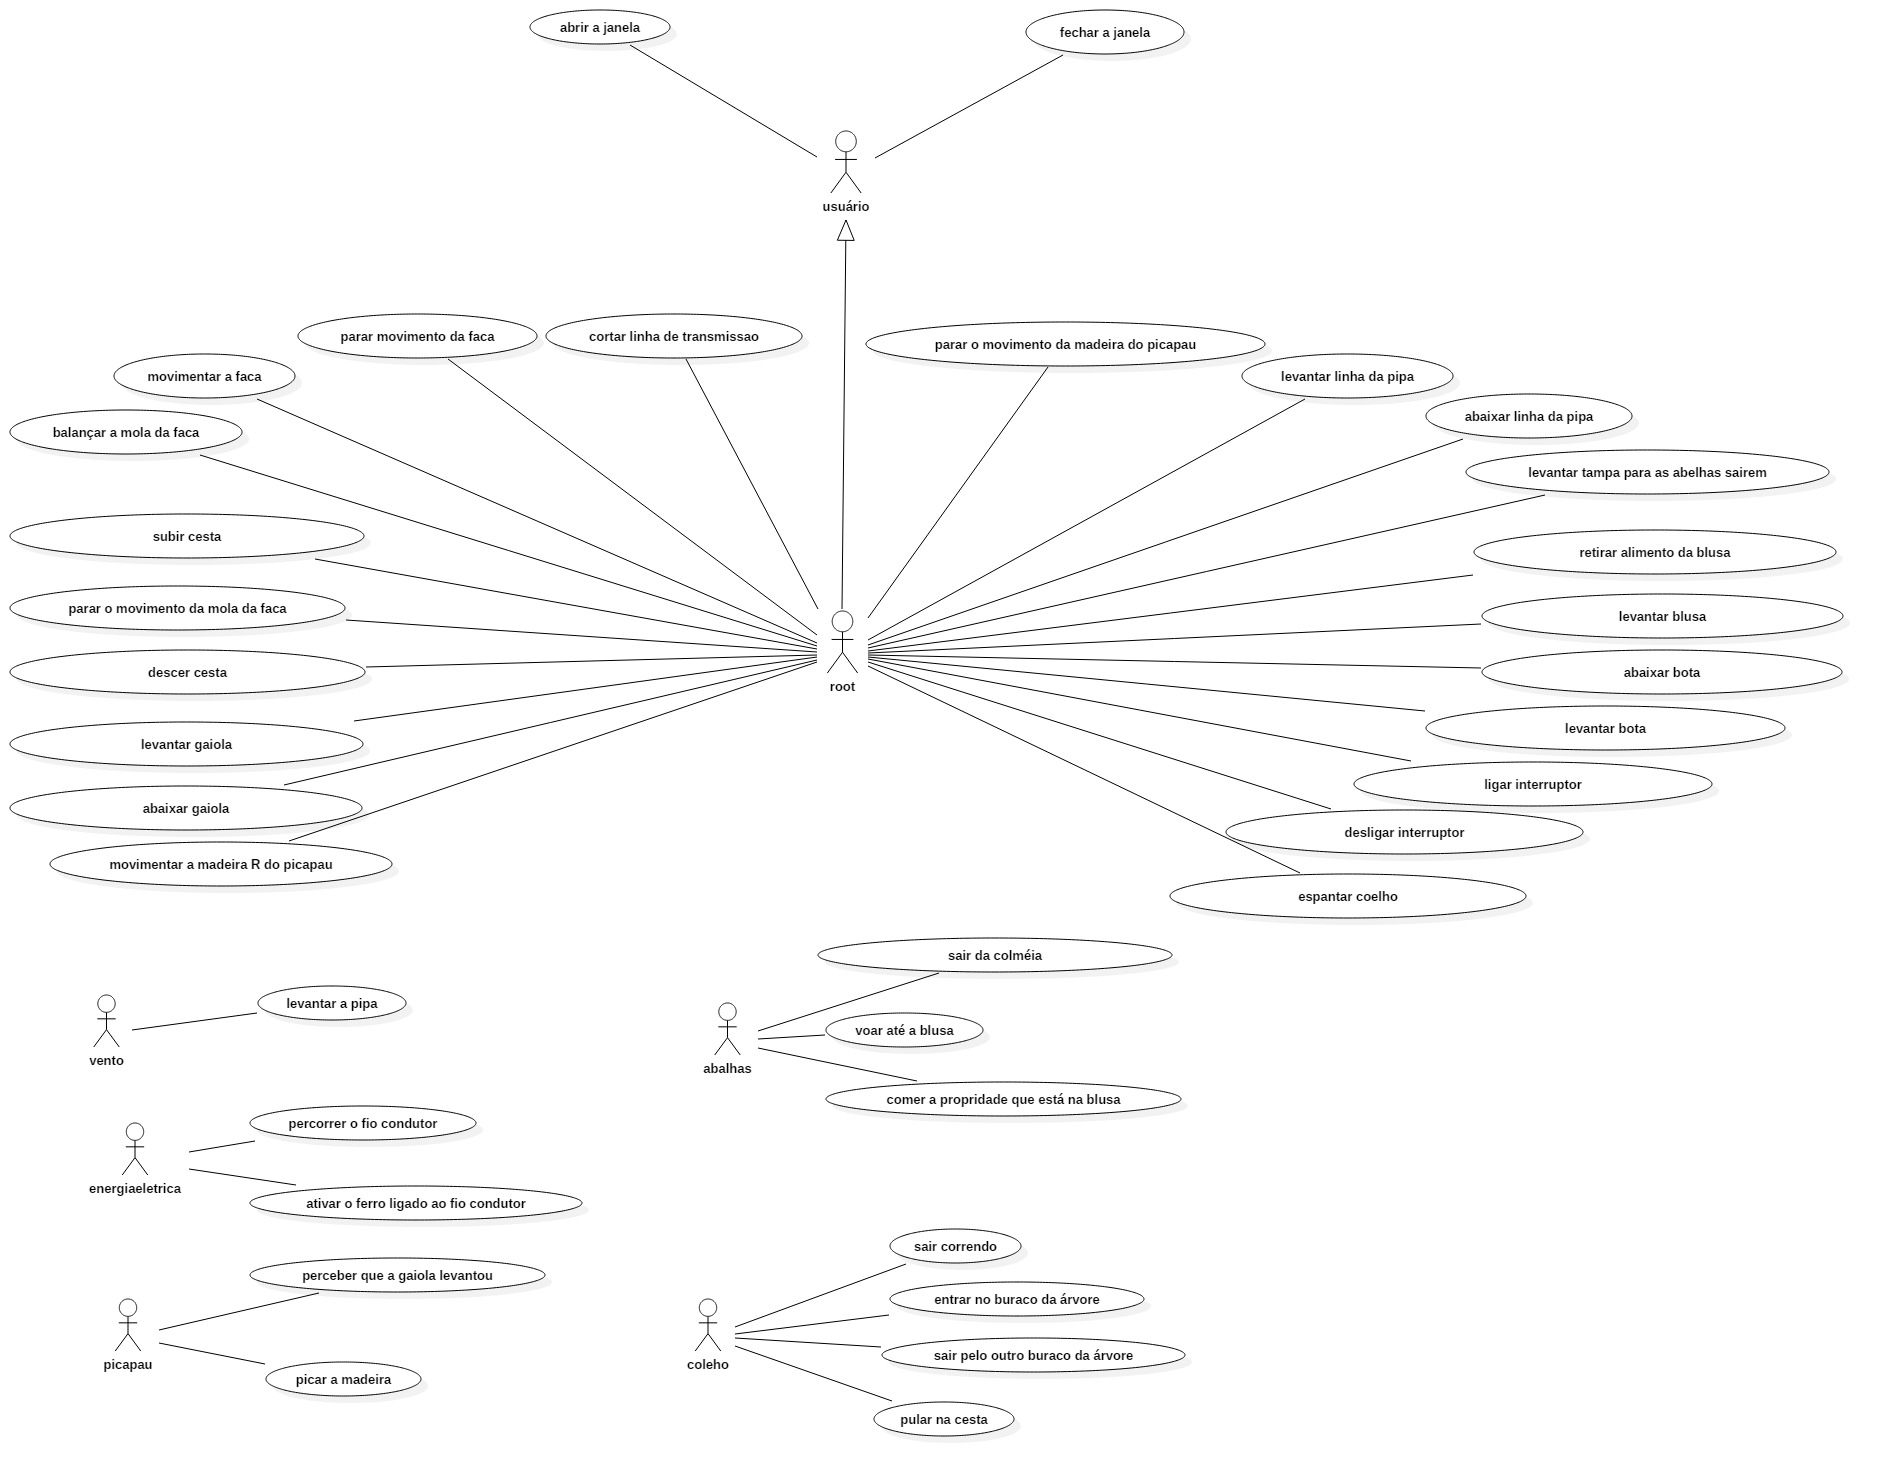 abrir a janela
fechar a janela
usuário
parar movimento da faca
cortar linha de transmissao
parar o movimento da madeira do picapau
movimentar a faca
levantar linha da pipa
abaixar linha da pipa
balançar a mola da faca
levantar tampa para as abelhas sairem
subir cesta
retirar alimento da blusa
parar o movimento da mola da faca
levantar blusa
descer cesta
abaixar bota
root
levantar gaiola
levantar bota
ligar interruptor
abaixar gaiola
desligar interruptor
movimentar a madeira R do picapau
espantar coelho
sair da colméia
levantar a pipa
voar até a blusa
vento
abalhas
comer a propridade que está na blusa
percorrer o fio condutor
energiaeletrica
ativar o ferro ligado ao fio condutor
sair correndo
perceber que a gaiola levantou
entrar no buraco da árvore
sair pelo outro buraco da árvore
picapau
coleho
picar a madeira
pular na cesta